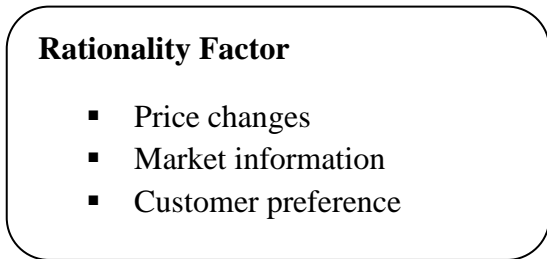 Rationality Factor
▪ Price changes
▪ Market information
▪ Customer preference